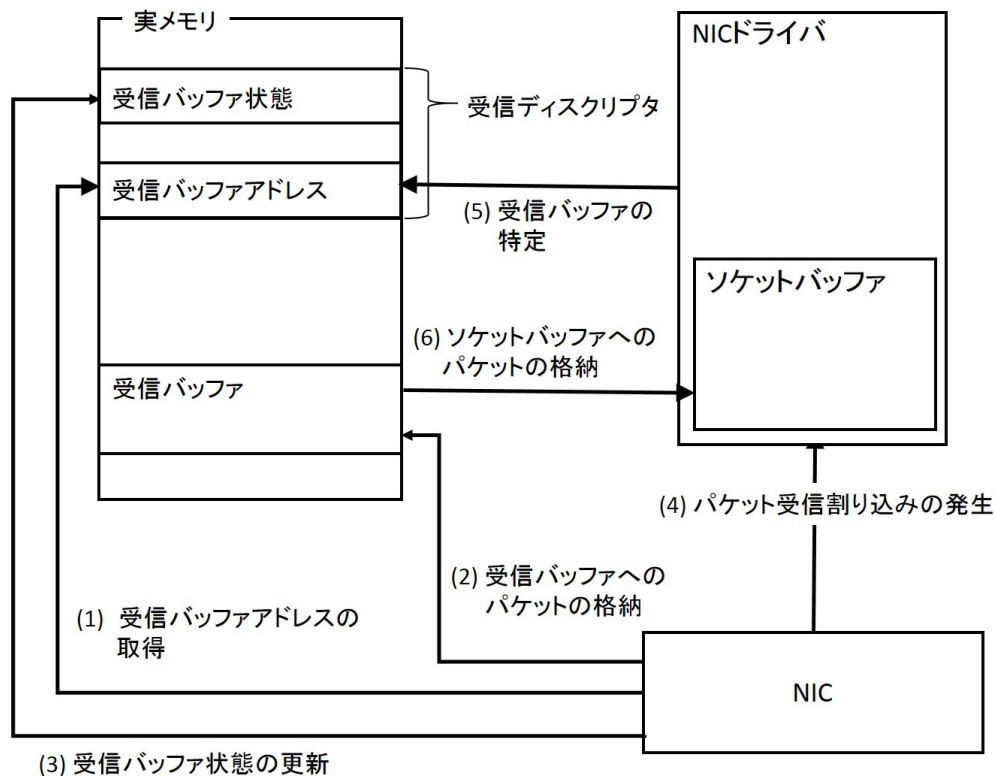 実メモリ
NICドライバ
受信バッファ状態
受信ディスクリプタ
受信バッファアドレス
(5) 受信バッファの
特定
ソケットバッファ
(6) ソケットバッファへの
パケットの格納
受信バッファ
(4) パケット受信割り込みの発生
(2) 受信バッファへの
パケットの格納
(1) 受信バッファアドレスの
取得
NIC
(3) 受信バッファ状態の更新